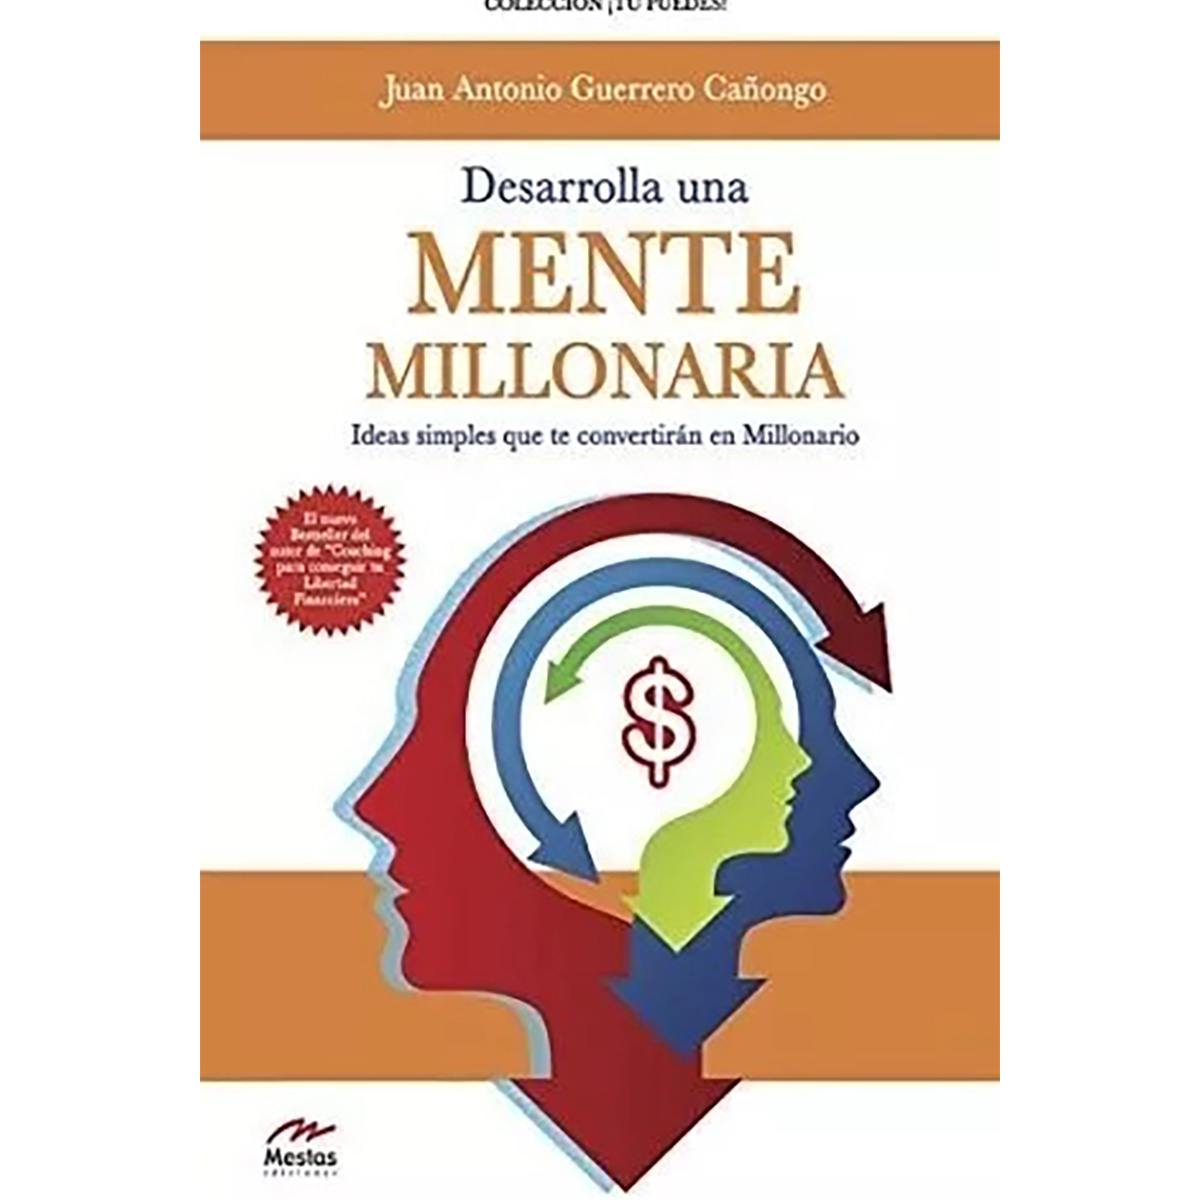 COLECCIÓN ¡TÚ PUEDES!
Juan Antonio Guerrero Cañongo
Desarrolla una
MENTE
MILLONARIA
Ideas simples que te convertirán en Millonario
El nuevo
Bestseller del
autor de "Coaching
para conseguir tu
Libertad
Financiera"
Mestas
ediciones